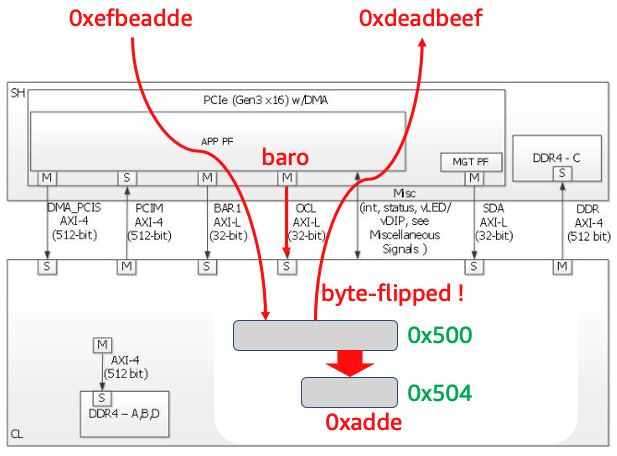 0xefbeadde
0xdeadbeef
SH
PCIe (Gen3 x16) w/DMA
APP PF
bar0
MGT PF
DDR4 - C
S
M
S
M
M
M
DMA_PCIS
AXI-4
(512-bit)
PCIM
AXI-4
(512-bit)
BAR1
AXI-L
(32-bit)
OCL
AXI-L
(32-bit)
Misc
(int, status, vLED/
vDIP, see
Miscellaneous
Signals )
SDA
AXI-L
(32-bit)
DDR
AXI-4
(512 bit)
S
M
S
S
S
M
byte-flipped !
0x500
M
AXI-4
(512 bit)
S
DDR4 – A,B,D
0x504
0xadde
CL